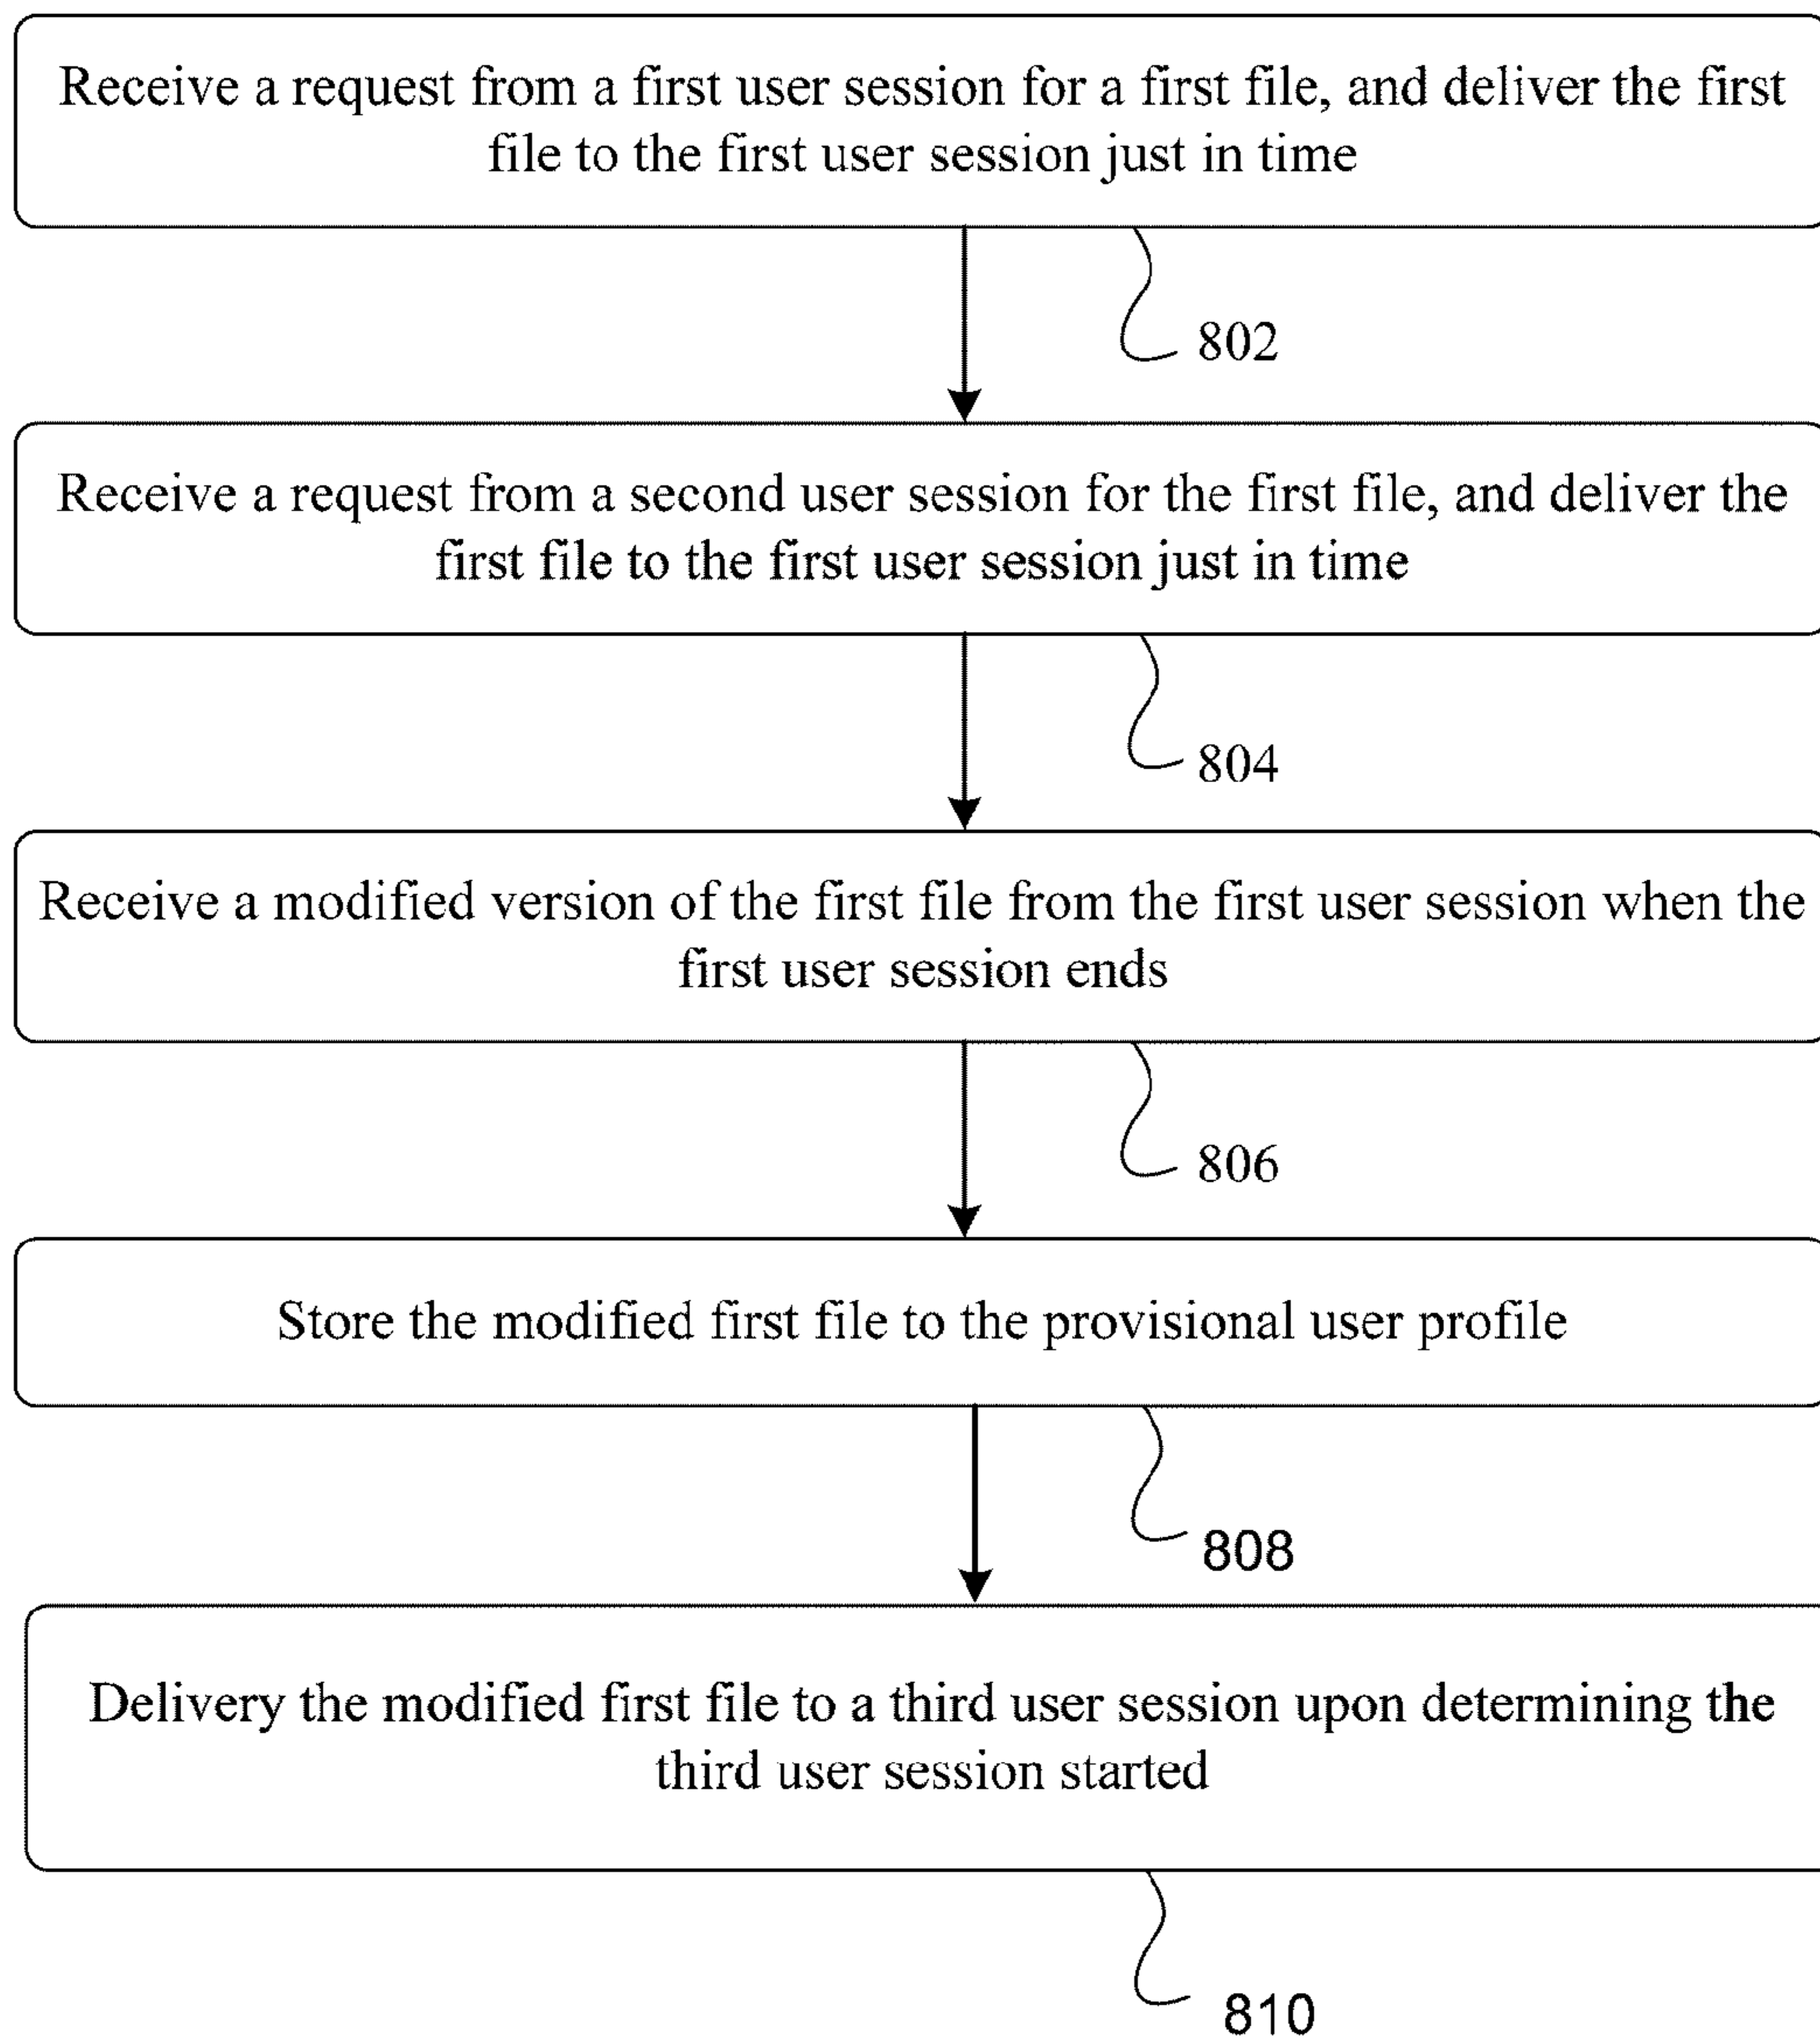 Receive a request from a first user session for a first file, and deliver the first
file to the first user session just in time
802
Receive a request from a second user session for the first file, and deliver the
first file to the first user session just in time
804
Receive a modified version of the first file from the first user session when the
first user session ends
806
Store the modified first file to the provisional user profile
808
Delivery the modified first file to a third user session upon determining the
third user session started
810